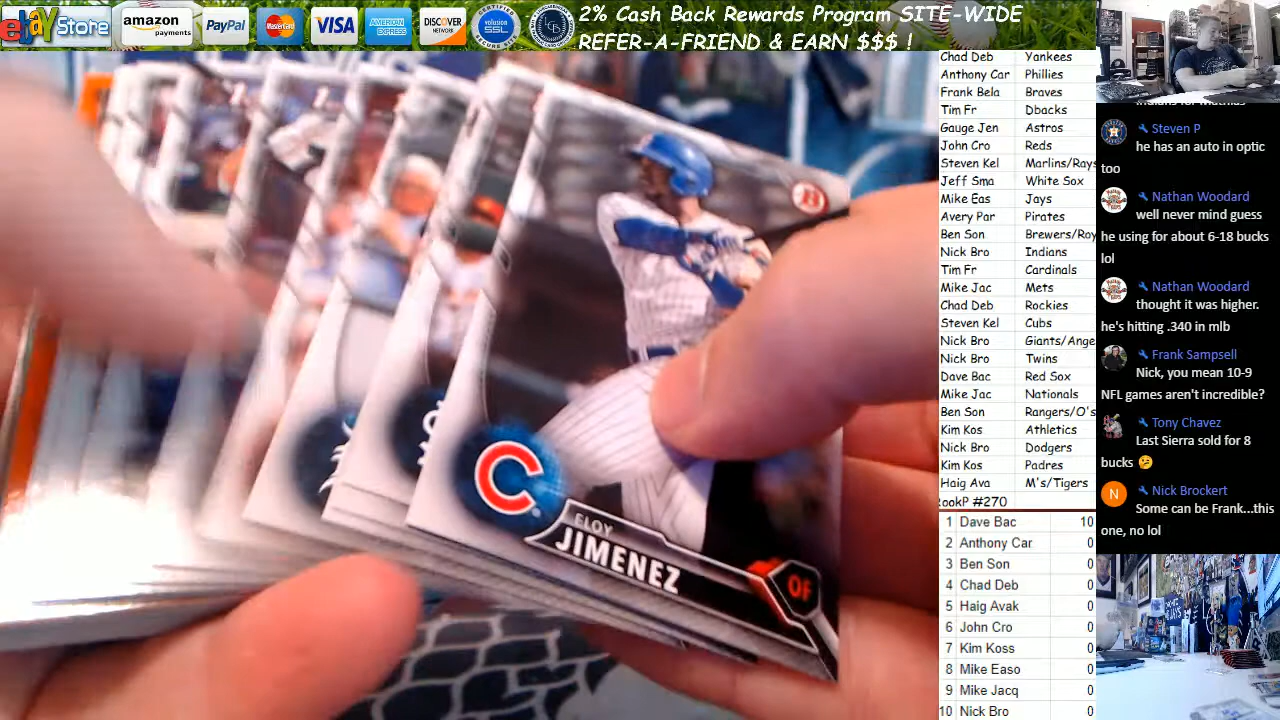 ebay Store
amazon
payments
PayPal
MasterCard
VISA
AMERICAN
EXPRESS
DISCOVER
NETWORK
volusion
SSL
2% Cash Back Rewards Program SITE-WIDE
REFER-A-FRIEND & EARN $$$ !
Chad Deb Yankees
Anthony Car Phillies
Frank Bela Braves
Tim Fr Dbacks
Gauge Jen Astros
John Cro Reds
Steven Kel Marlins/Rays
Jeff Sma White Sox
Mike Eas Jays
Avery Par Pirates
Ben Son Brewers/Roy
Nick Bro Indians
Tim Fr Cardinals
Mike Jac Mets
Chad Deb Rockies
Steven Kel Cubs
Nick Bro Giants/Ange
Nick Bro Twins
Dave Bac Red Sox
Mike Jac Nationals
Ben Son Rangers/O's
Kim Kos Athletics
Nick Bro Dodgers
Kim Kos Padres
Haig Ava M's/Tigers
RookP #270
1 Dave Bac 10
2 Anthony Car 0
3 Ben Son 0
4 Chad Deb 0
5 Haig Avak 0
6 John Cro 0
7 Kim Koss 0
8 Mike Easo 0
9 Mike Jacq 0
10 Nick Bro 0
Steven P
he has an auto in optic
too
Nathan Woodard
well never mind guess
he using for about 6-18 bucks
lol
Nathan Woodard
thought it was higher.
he's hitting .340 in mlb
Frank Sampsell
Nick, you mean 10-9
NFL games aren't incredible?
Tony Chavez
Last Sierra sold for 8
bucks 😕
N
Nick Brockert
Some can be Frank...this
one, no lol
B
C
ELOY
JIMENEZ
OF